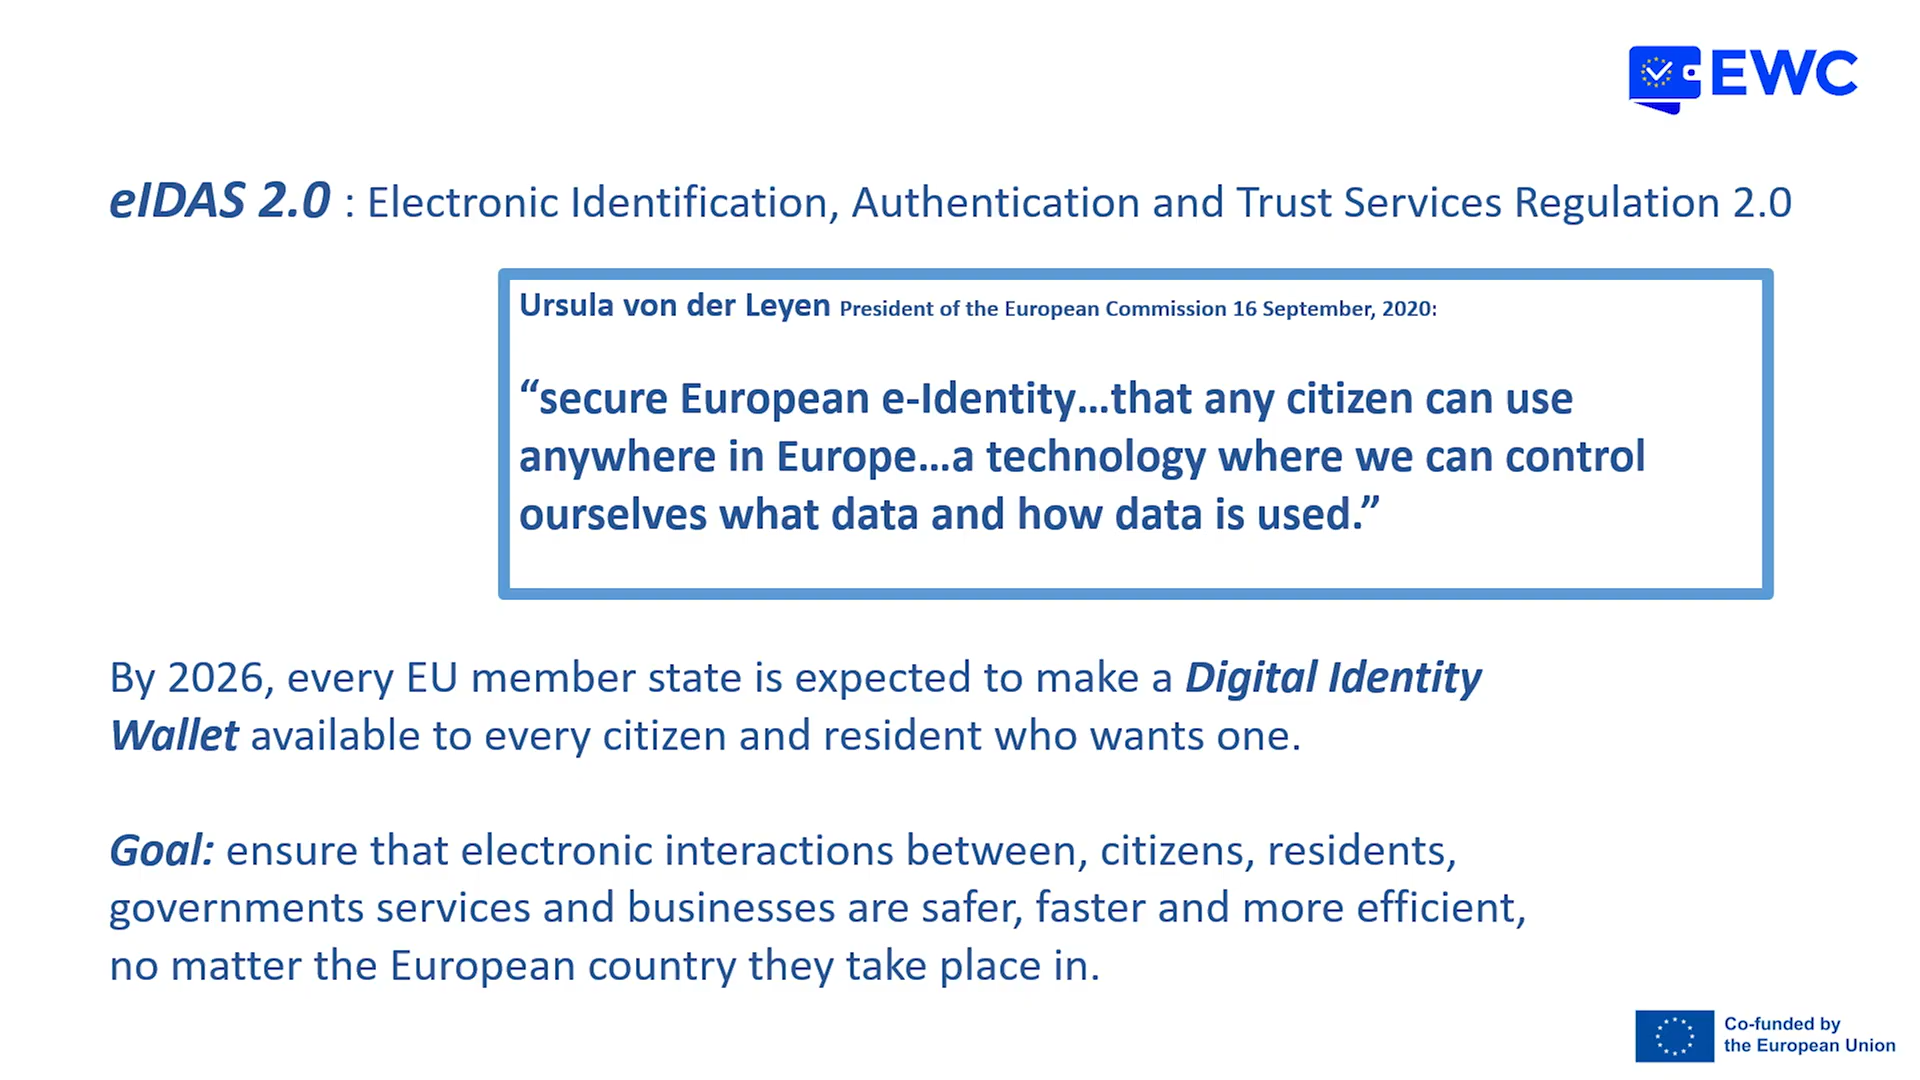 EWC
eIDAS 2.0 : Electronic Identification, Authentication and Trust Services Regulation 2.0
Ursula von der Leyen President of the European Commission 16 September, 2020:
“secure European e-Identity...that any citizen can use
anywhere in Europe...a technology where we can control
ourselves what data and how data is used.”
By 2026, every EU member state is expected to make a Digital Identity
Wallet available to every citizen and resident who wants one.
Goal: ensure that electronic interactions between, citizens, residents,
governments services and businesses are safer, faster and more efficient,
no matter the European country they take place in.
Co-funded by
the European Union